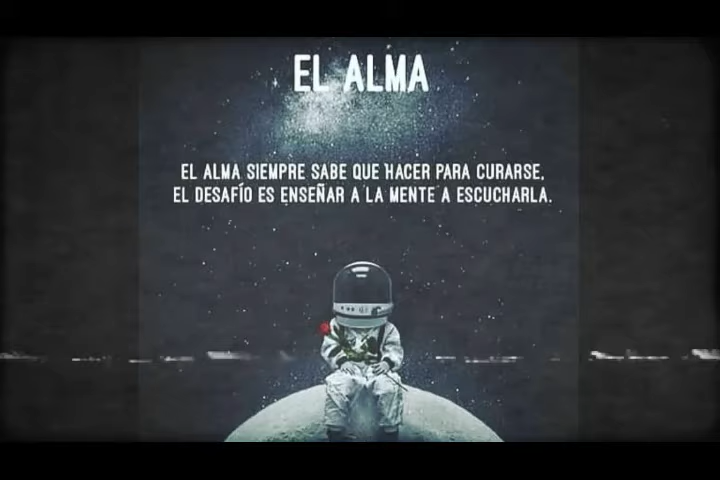 EL ALMA
EL ALMA SIEMPRE SABE QUE HACER PARA CURARSE,
EL DESAFÍO ES ENSEÑAR A LA MENTE A ESCUCHARLA.